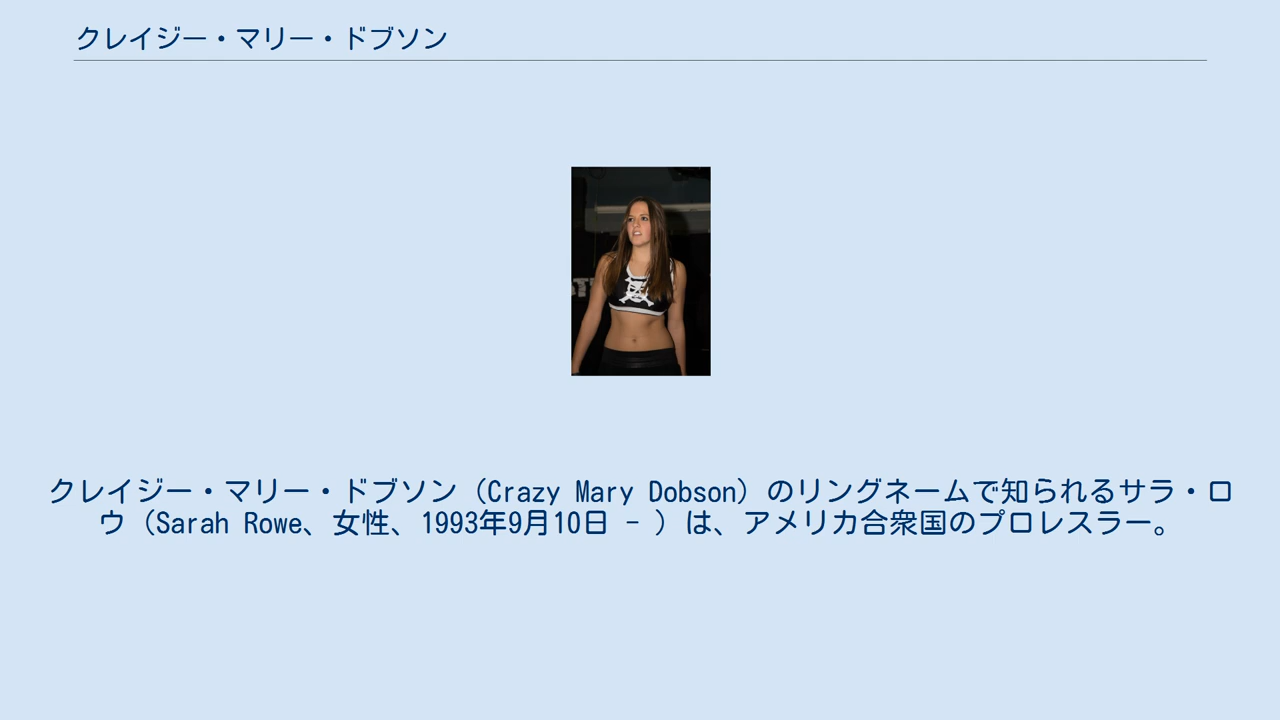 クレイジー・マリー・ドブソン
クレイジー・マリー・ドブソン（Crazy Mary Dobson）のリングネームで知られるサラ・ロ
ウ（Sarah Rowe、女性、1993年9月10日 - ）は、アメリカ合衆国のプロレスラー。